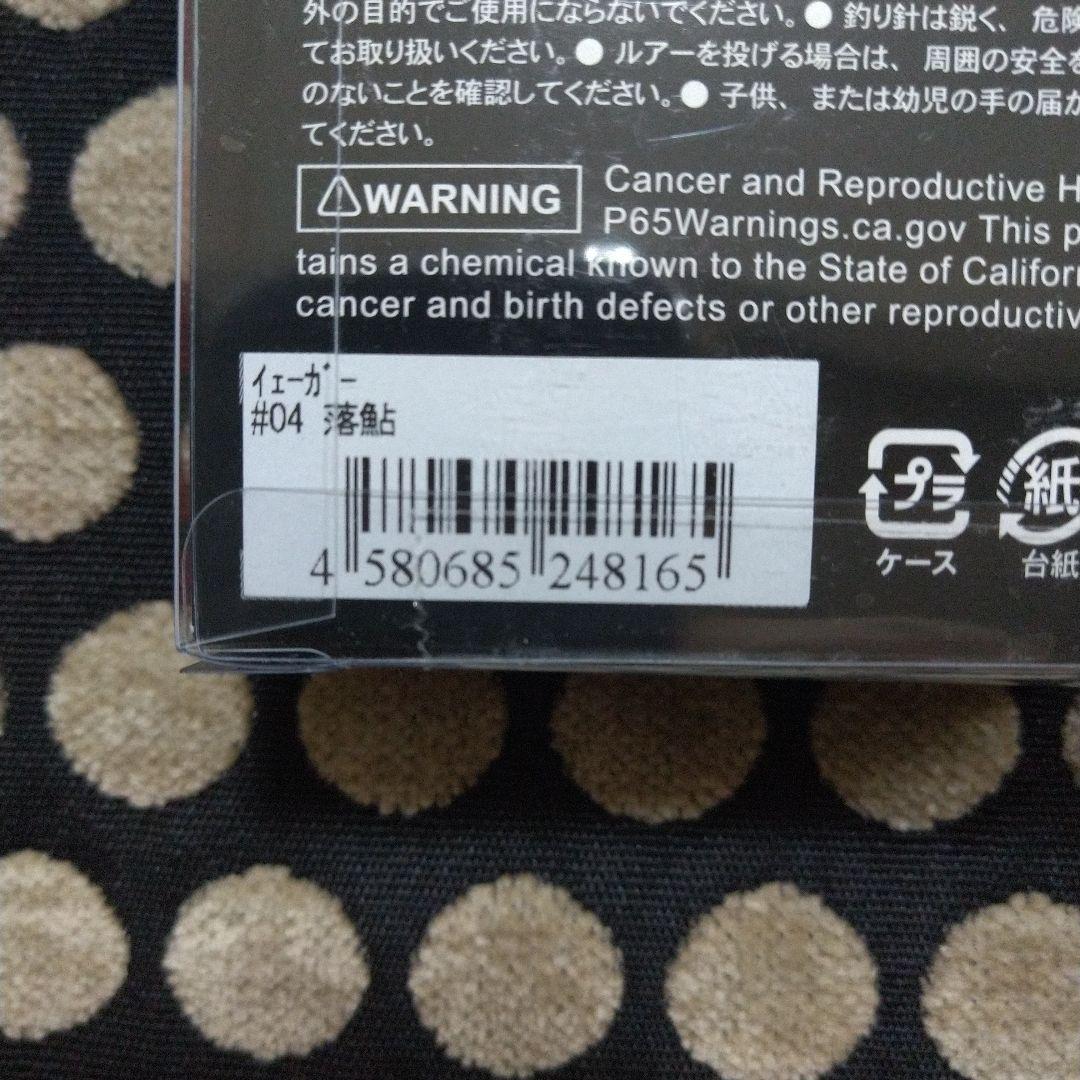 外の目的でご使用にならないでください。● 釣り針は鋭く、危険
てお取り扱いください。● ルアーを投げる場合は、周囲の安全を
のないことを確認してください。● 子供、または幼児の手の届か
てください。
⚠WARNING
Cancer and Reproductive H
P65Warnings.ca.gov This p
tains a chemical known to the State of Californ
cancer and birth defects or other reproductiv
ｲｪｰｶﾞｰ
#04 落鮎
4 580685 248165
プラ
ケース
紙
台紙